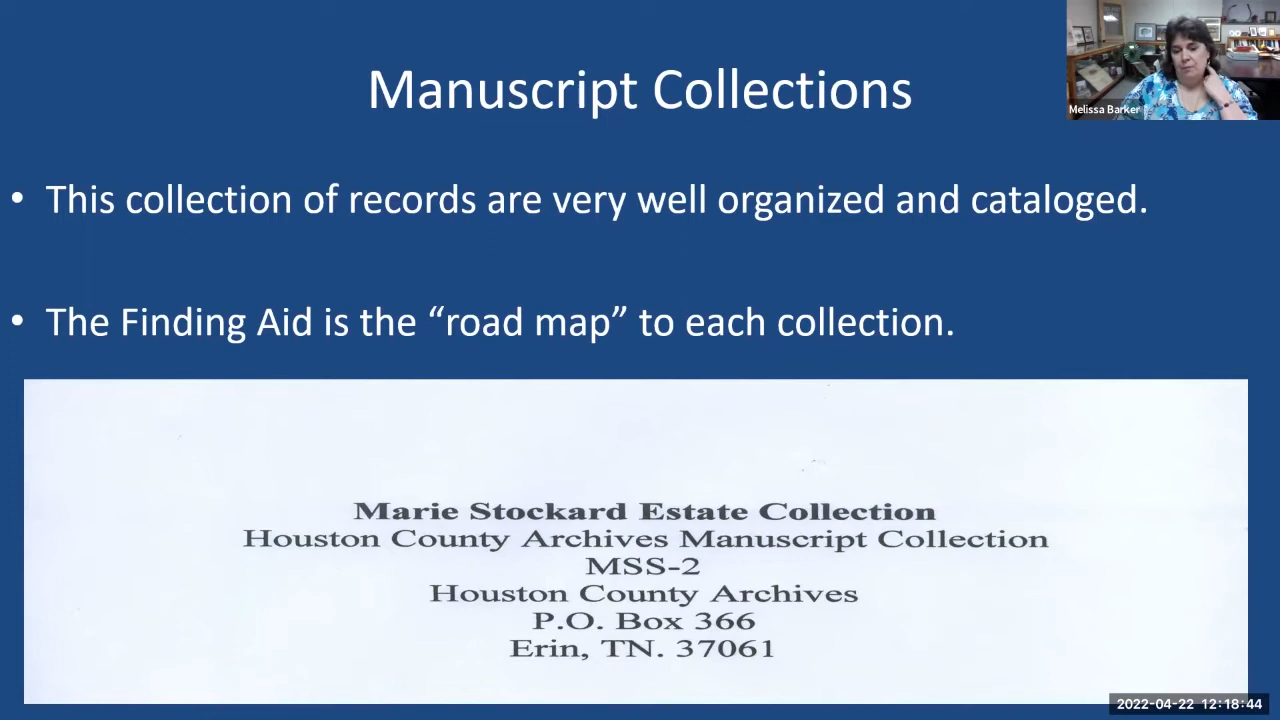 Manuscript Collections
Melissa Barker
• This collection of records are very well organized and cataloged.
• The Finding Aid is the “road map” to each collection.
Marie Stockard Estate Collection
Houston County Archives Manuscript Collection
MSS-2
Houston County Archives
P.O. Box 366
Erin, TN. 37061
2022-04-22 12:18:44